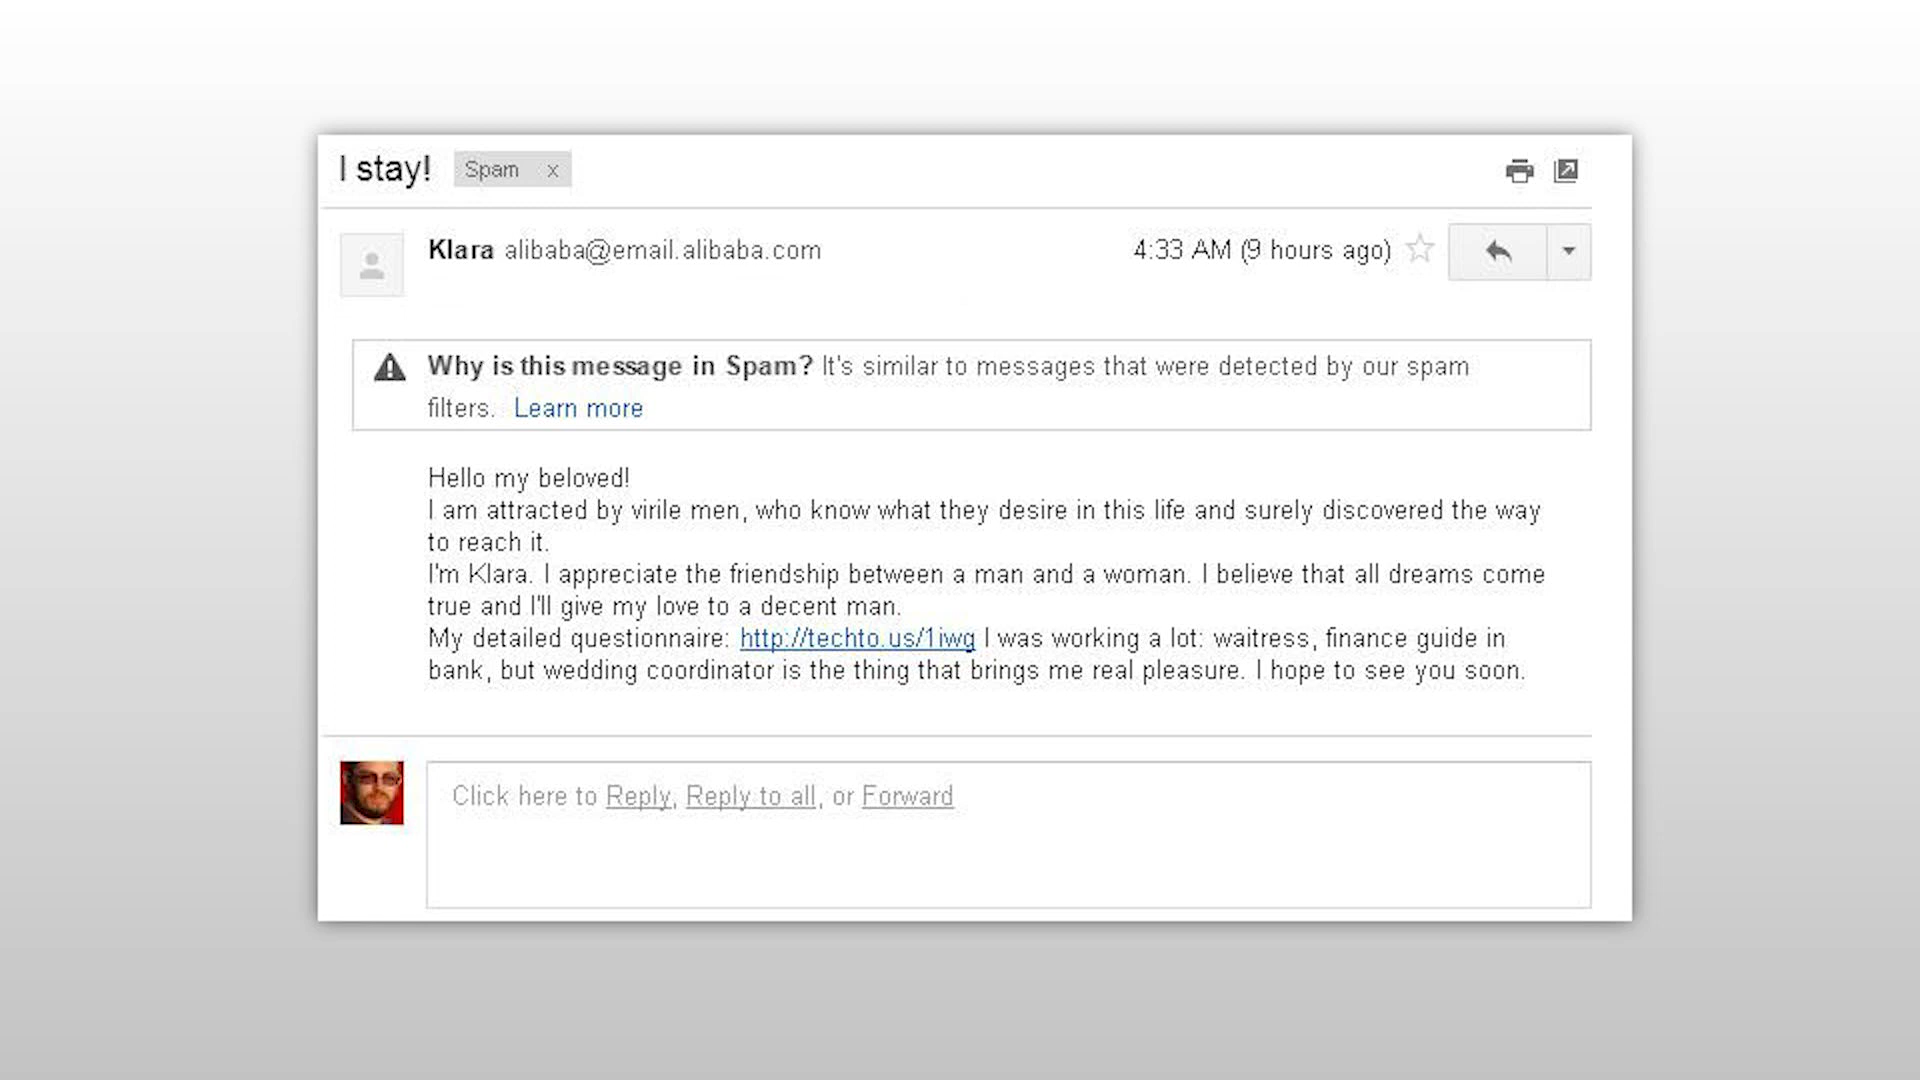 I stay! Spam x
Klara alibaba@email.alibaba.com 4:33 AM (9 hours ago)
Why is this message in Spam? It's similar to messages that were detected by our spam
filters. Learn more
Hello my beloved!
I am attracted by virile men, who know what they desire in this life and surely discovered the way
to reach it.
I'm Klara. I appreciate the friendship between a man and a woman. I believe that all dreams come
true and I'll give my love to a decent man.
My detailed questionnaire: http://techto.us/1iwg I was working a lot: waitress, finance guide in
bank, but wedding coordinator is the thing that brings me real pleasure. I hope to see you soon.
Click here to Reply, Reply to all, or Forward